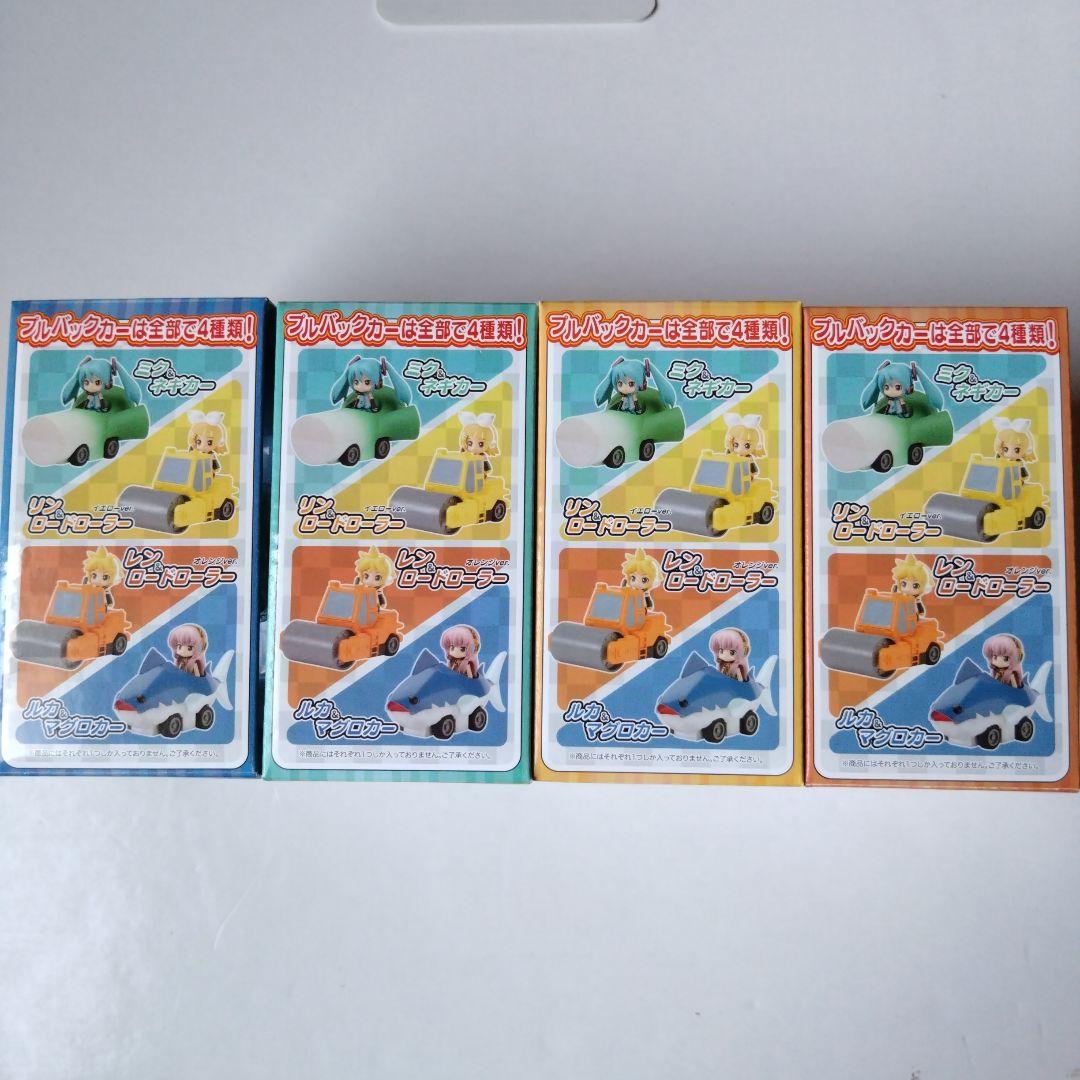 プルバックカーは全部で4種類!
ミク&
ネギカー
リン&
イエローver.
ロードローラー
レン&
オレンジver.
ロードローラー
ルカ&
マグロカー
※商品にはそれぞれ1つしか入っておりません。ご了承ください。
プルバックカーは全部で4種類!
ミク&
ネギカー
リン&
イエローver.
ロードローラー
レン&
オレンジver.
ロードローラー
ルカ&
マグロカー
※商品にはそれぞれ1つしか入っておりません。ご了承ください。
プルバックカーは全部で4種類!
ミク&
ネギカー
リン&
イエローver.
ロードローラー
レン&
オレンジver.
ロードローラー
ルカ&
マグロカー
※商品にはそれぞれ1つしか入っておりません。ご了承ください。
プルバックカーは全部で4種類!
ミク&
ネギカー
リン&
イエローver.
ロードローラー
レン&
オレンジver.
ロードローラー
ルカ&
マグロカー
※商品にはそれぞれ1つしか入っておりません。ご了承ください。